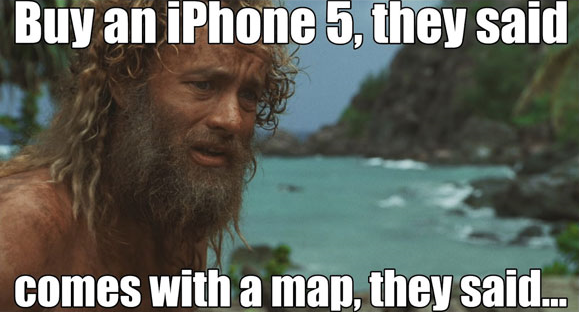 Buy an iPhone 5, they said
comes with a map, they said...